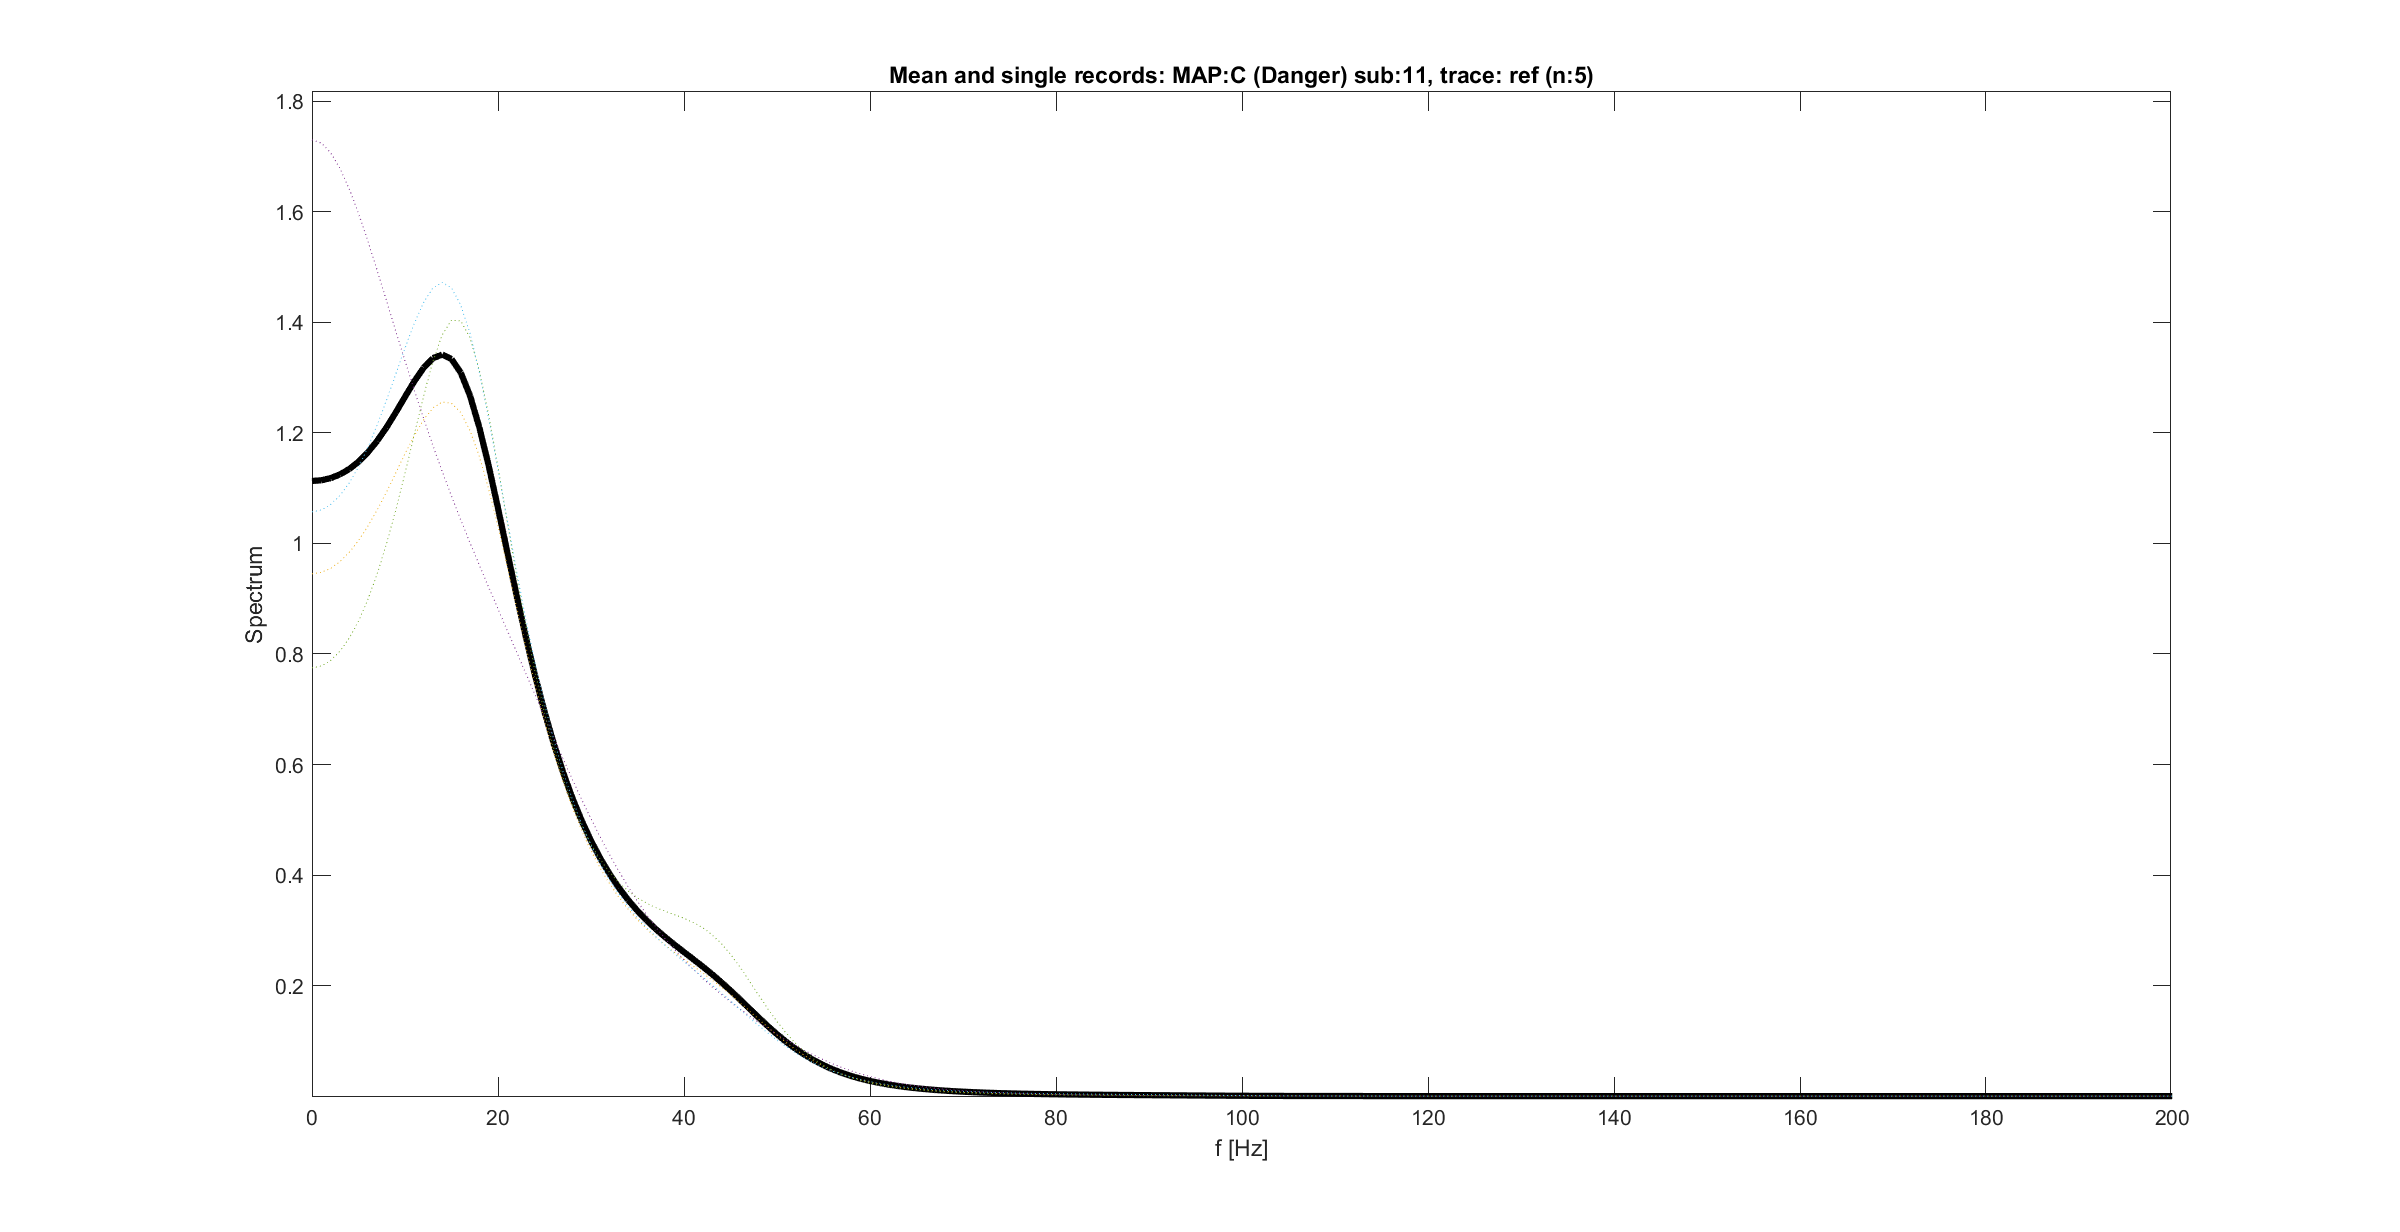 Mean and single records: MAP:C (Danger) sub:11, trace: ref (n:5)
1.8
1.6
1.4
1.2
1
0.8
0.6
0.4
0.2
Spectrum
0 20 40 60 80 100 120 140 160 180 200
f [Hz]